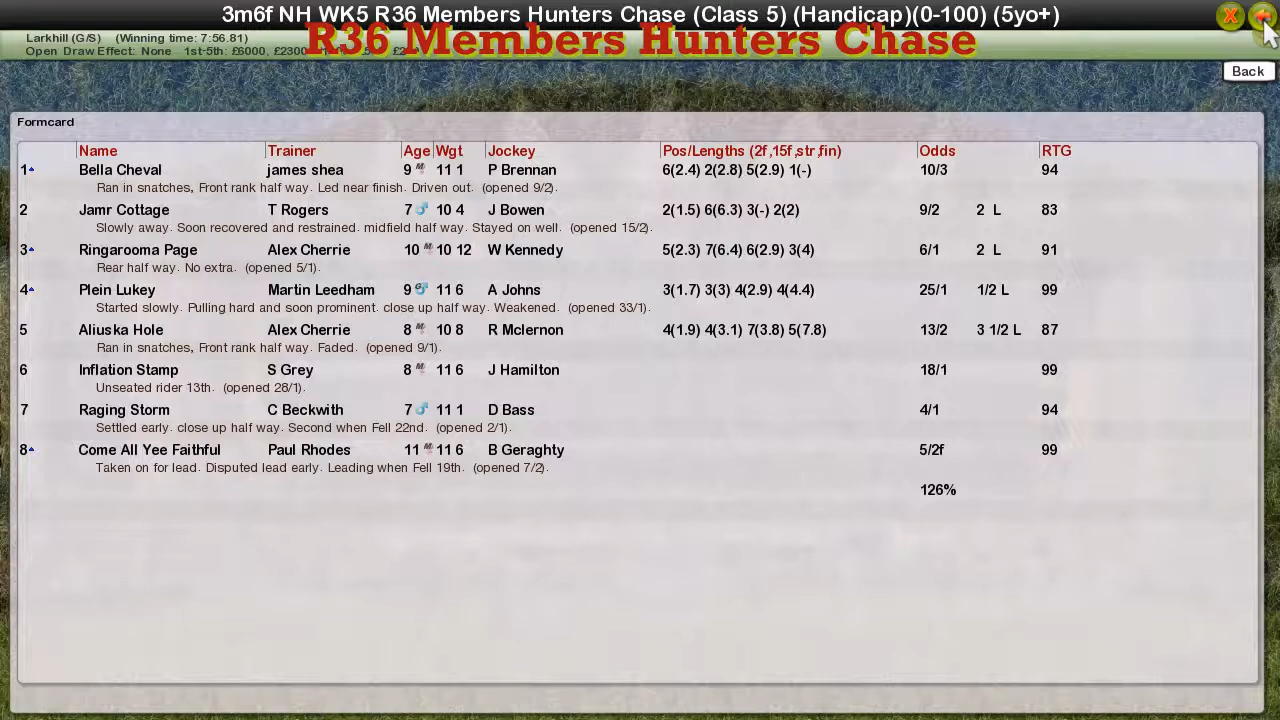 3m6f NH WK5 R36 Members Hunters Chase (Class 5) (Handicap)(0-100) (5yo+)
R36 Members Hunters Chase
Larkhill (G/S) (Winning time: 7:56.81)
Open Draw Effect: None 1st-5th: £6000, £2300
Back
Formcard
Name Trainer Age Wgt Jockey Pos/Lengths (2f,15f,str,fin) Odds RTG
1 Bella Cheval james shea 9 11 1 P Brennan 6(2.4) 2(2.8) 5(2.9) 1(-) 10/3 94
Ran in snatches, Front rank half way. Led near finish. Driven out. (opened 9/2).
2 Jamr Cottage T Rogers 7 10 4 J Bowen 2(1.5) 6(6.3) 3(-) 2(2) 9/2 2 L 83
Slowly away. Soon recovered and restrained. midfield half way. Stayed on well. (opened 15/2).
3 Ringarooma Page Alex Cherrie 10 10 12 W Kennedy 5(2.3) 7(6.4) 6(2.9) 3(4) 6/1 2 L 91
Rear half way. No extra. (opened 5/1).
4 Plein Lukey Martin Leedham 9 11 6 A Johns 3(1.7) 3(3) 4(2.9) 4(4.4) 25/1 1/2 L 99
Started slowly. Pulling hard and soon prominent. close up half way. Weakened. (opened 33/1).
5 Aliuska Hole Alex Cherrie 8 10 8 R Mclernon 4(1.9) 4(3.1) 7(3.8) 5(7.8) 13/2 3 1/2 L 87
Ran in snatches, Front rank half way. Faded. (opened 9/1).
6 Inflation Stamp S Grey 8 11 6 J Hamilton 18/1 99
Unseated rider 13th. (opened 28/1).
7 Raging Storm C Beckwith 7 11 1 D Bass 4/1 94
Settled early. close up half way. Second when Fell 22nd. (opened 2/1).
8 Come All Yee Faithful Paul Rhodes 11 11 6 B Geraghty 5/2f 99
Taken on for lead. Disputed lead early. Leading when Fell 19th. (opened 7/2).
126%